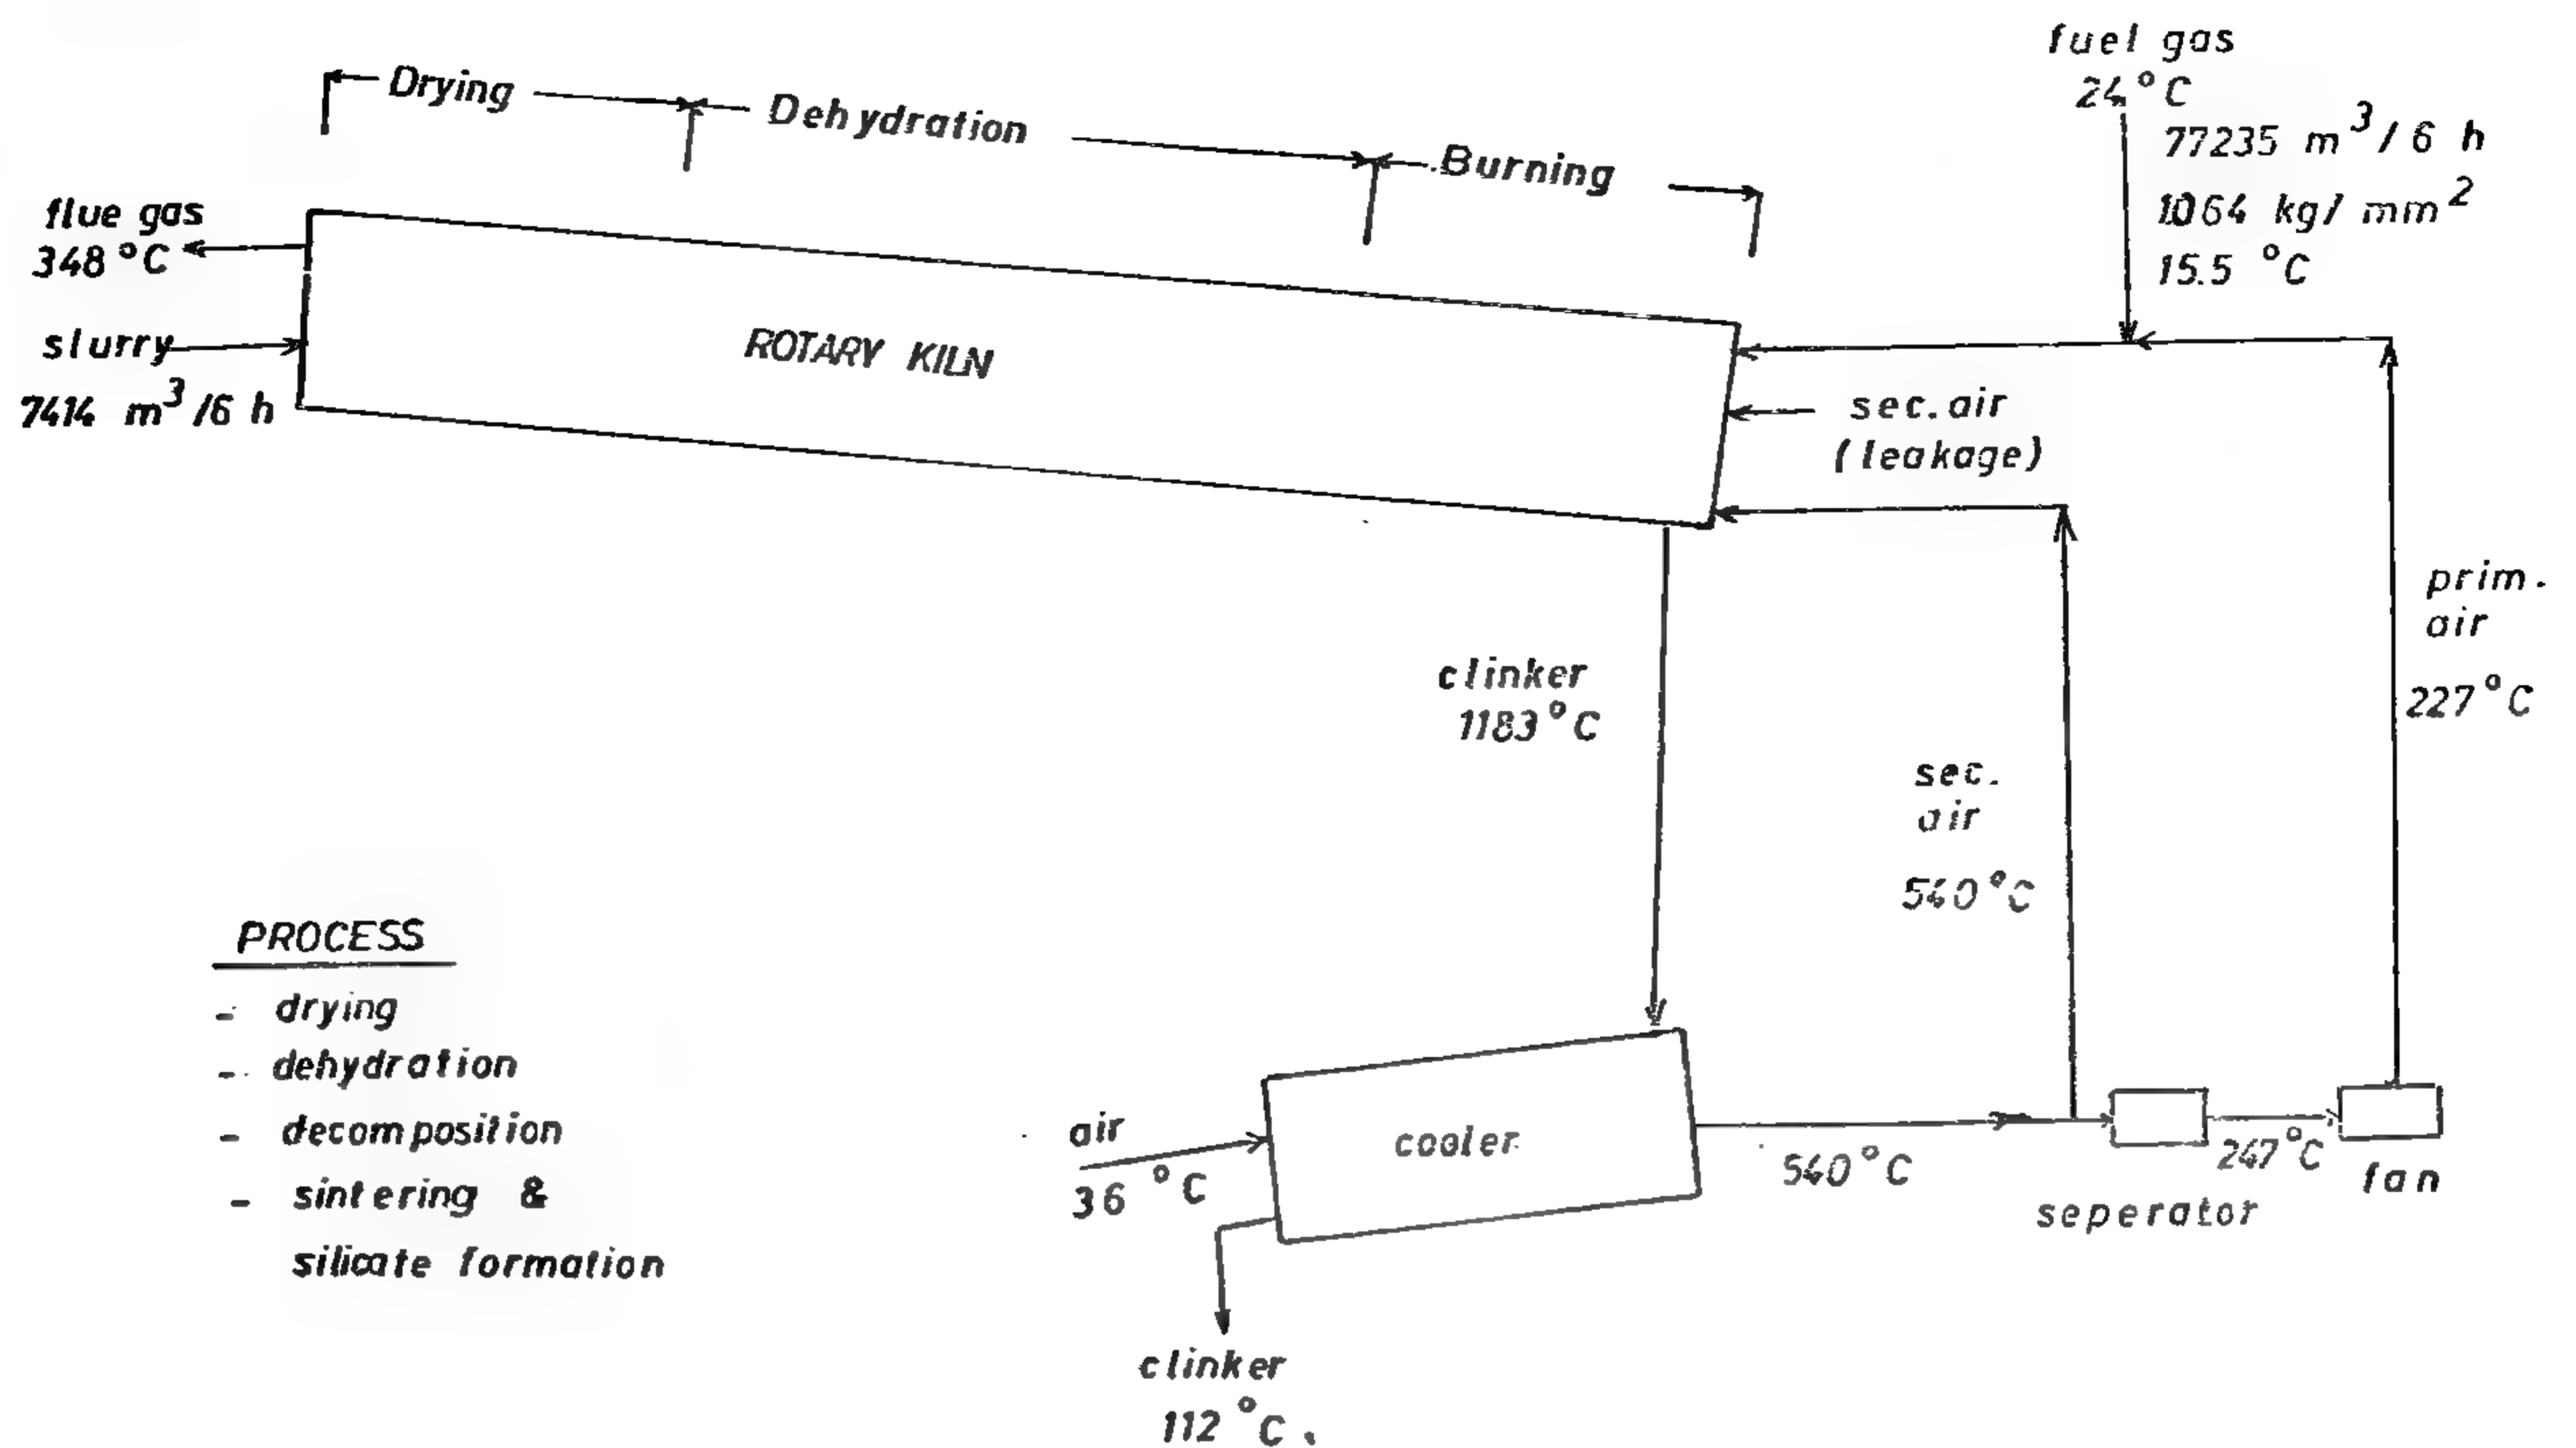 Drying
Dehydration
Burning
fuel gas
24°C
77235 m³/6 h
1064 kg/mm²
15.5 °C
flue gas
348°C
slurry
7414 m³/6 h
ROTARY KILN
sec.air
(leakage)
prim.
air
227°C
clinker
1183°C
sec.
air
540°C
PROCESS
- drying
- dehydration
- decomposition
- sintering &
silicate formation
air
36 °C
cooler
540°C
247°C
seperator
fan
clinker
112 °C.